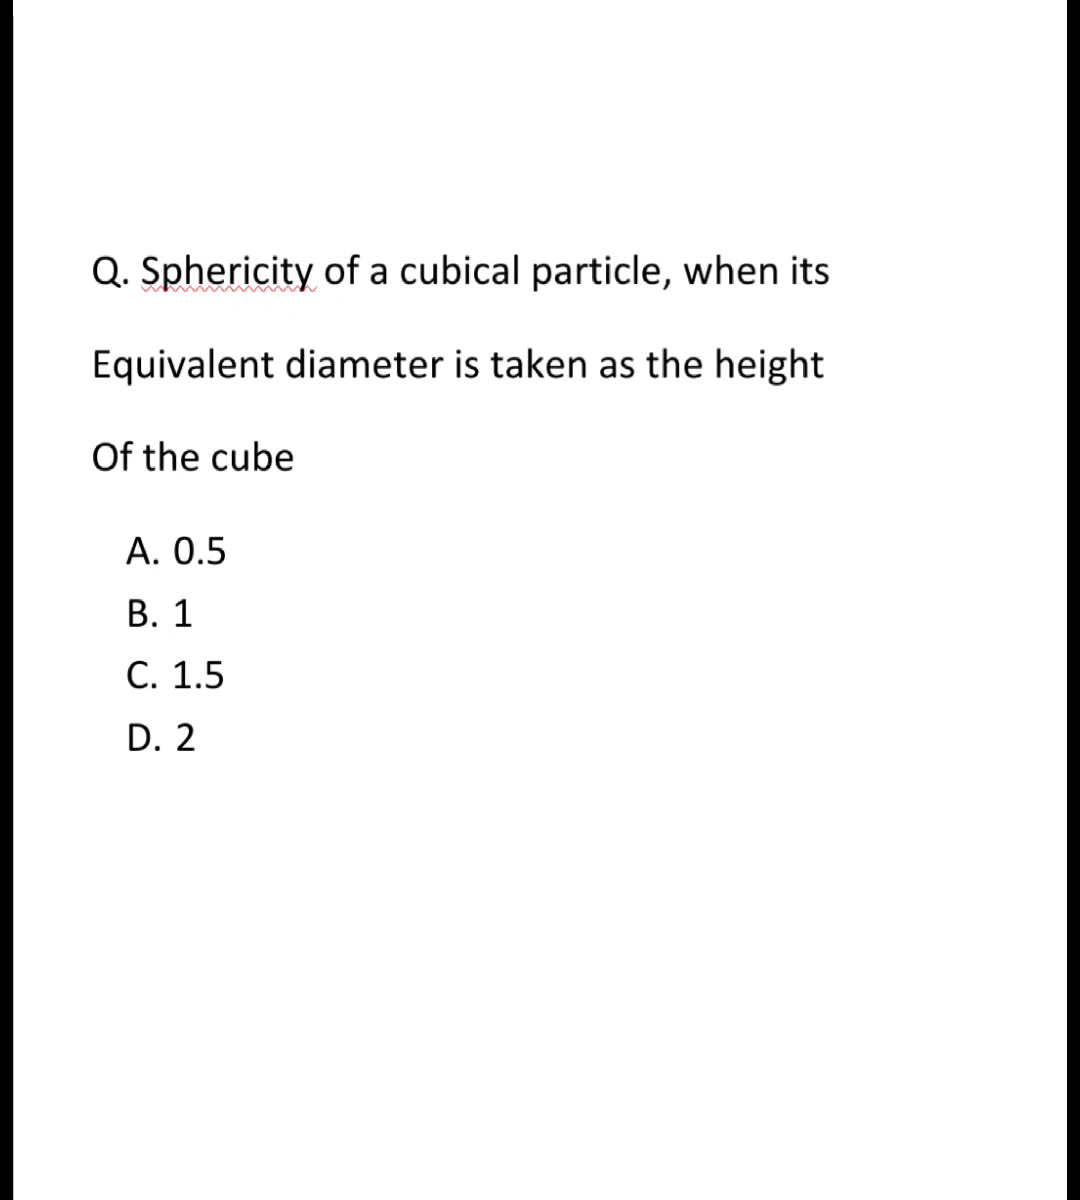 Q. Sphericity of a cubical particle, when its
Equivalent diameter is taken as the height
Of the cube
A. 0.5
B. 1
C. 1.5
D. 2